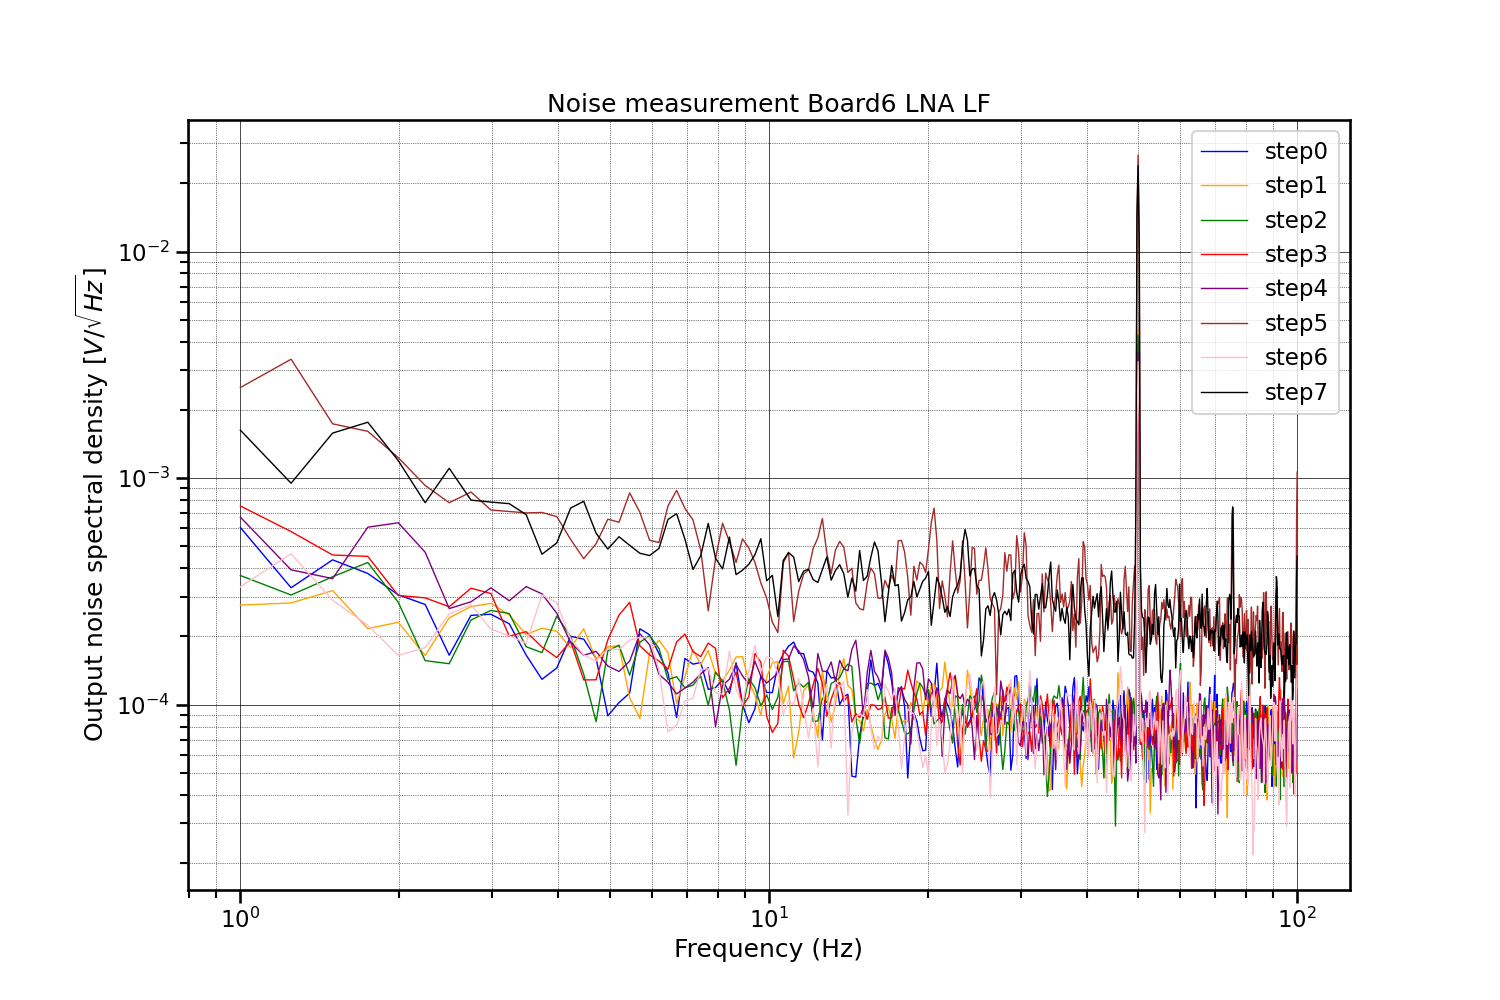 Noise measurement Board6 LNA LF
Output noise spectral density [V/√Hz]
10⁻²
10⁻³
10⁻⁴
step0
step1
step2
step3
step4
step5
step6
step7
10⁰ 10¹ 10²
Frequency (Hz)